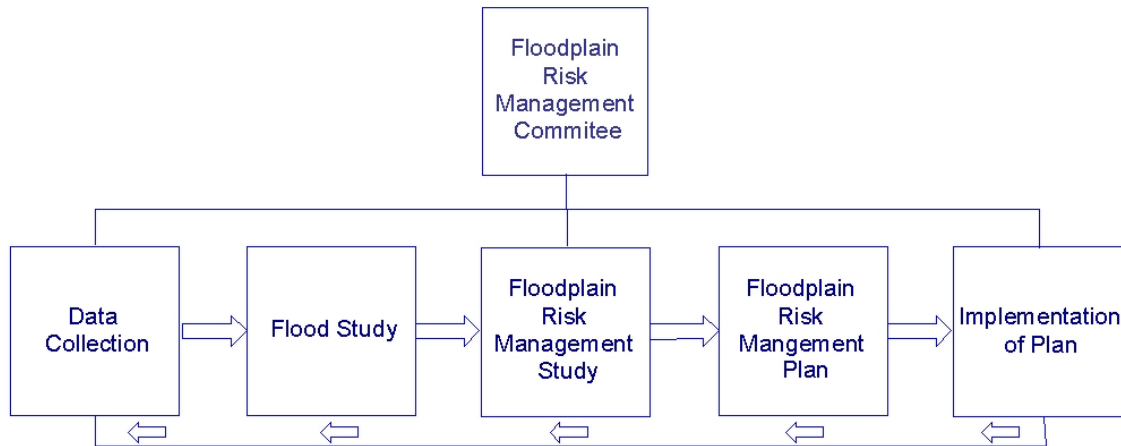 Floodplain
Risk
Management
Commitee
Data
Collection
Flood Study
Floodplain
Risk
Management
Study
Floodplain
Risk
Mangement
Plan
Implementation
of Plan